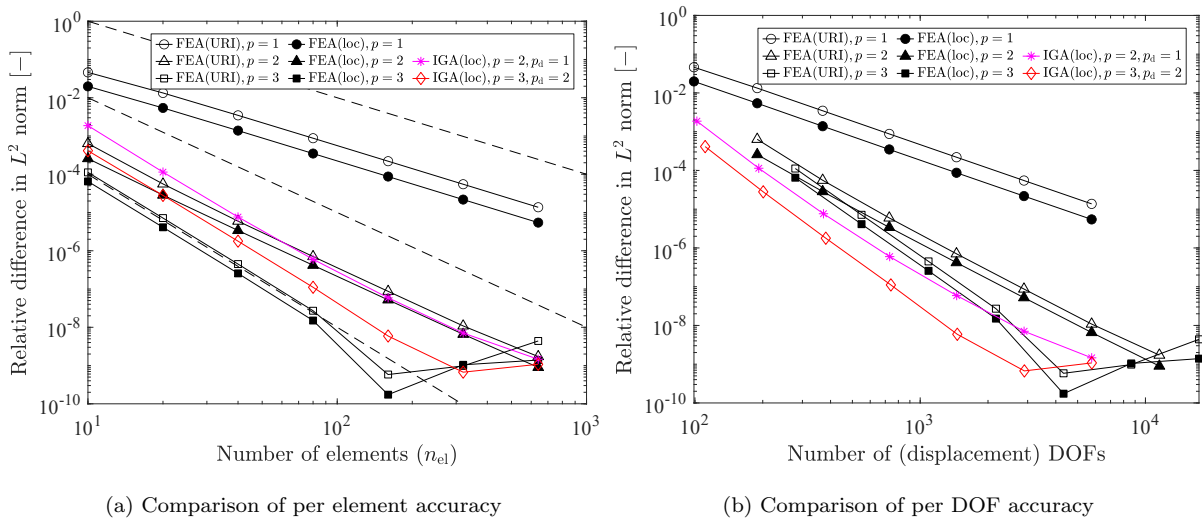 Relative difference in $L^2$ norm [−]
10^0
10^{-2}
10^{-4}
10^{-6}
10^{-8}
10^{-10}
FEA(URI), p = 1
FEA(URI), p = 2
FEA(URI), p = 3
FEA(loc), p = 1
FEA(loc), p = 2
FEA(loc), p = 3
IGA(loc), p = 2, p_d = 1
IGA(loc), p = 3, p_d = 2
10^1
10^2
10^3
Number of elements (n_{el})
(a) Comparison of per element accuracy
Relative difference in $L^2$ norm [−]
10^0
10^{-2}
10^{-4}
10^{-6}
10^{-8}
10^{-10}
FEA(URI), p = 1
FEA(URI), p = 2
FEA(URI), p = 3
FEA(loc), p = 1
FEA(loc), p = 2
FEA(loc), p = 3
IGA(loc), p = 2, p_d = 1
IGA(loc), p = 3, p_d = 2
10^2
10^3
10^4
Number of (displacement) DOFs
(b) Comparison of per DOF accuracy